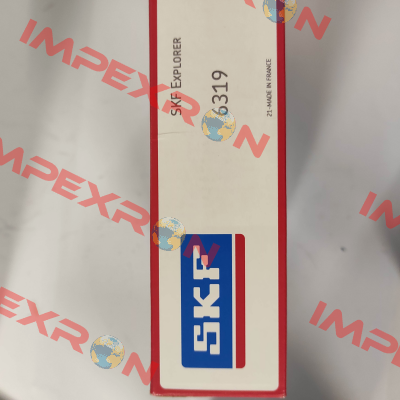 SKF EXPLORER
6319
21-MADE IN FRANCE
SKF
IMPEXRON
IMPEXRON
IMPEXRON
IMPEXRON